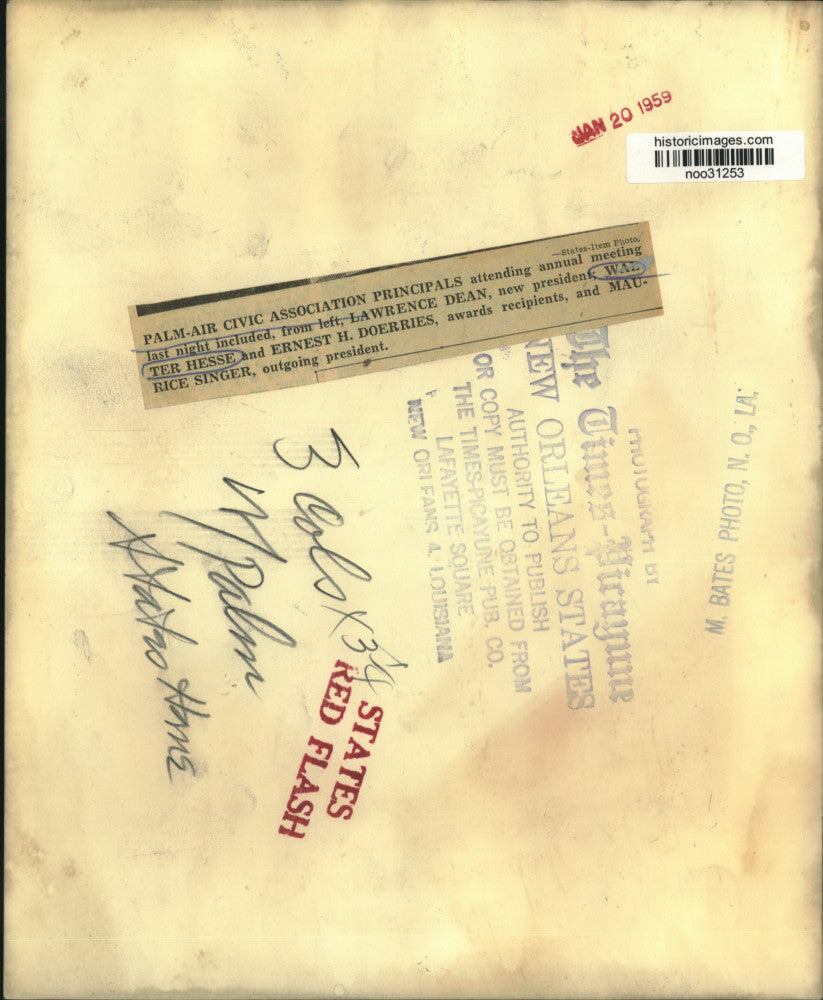 JAN 20 1959
historicimages.com
noo31253
—States-Item Photo.
PALM-AIR CIVIC ASSOCIATION PRINCIPALS attending annual meeting
last night included, from left, LAWRENCE DEAN, new president; WAL-
TER HESSE and ERNEST H. DOERRIES, awards recipients, and MAU-
RICE SINGER, outgoing president.
PHOTOGRAPH BY
The Times-Picayune
NEW ORLEANS STATES
AUTHORITY TO PUBLISH
OR COPY MUST BE OBTAINED FROM
THE TIMES-PICAYUNE PUB. CO.
LAFAYETTE SQUARE
NEW ORLEANS 4, LOUISIANA
M. BATES PHOTO, N. O., LA.
3 Cols x 3 1/4
W/Palm
STATES
RED FLASH